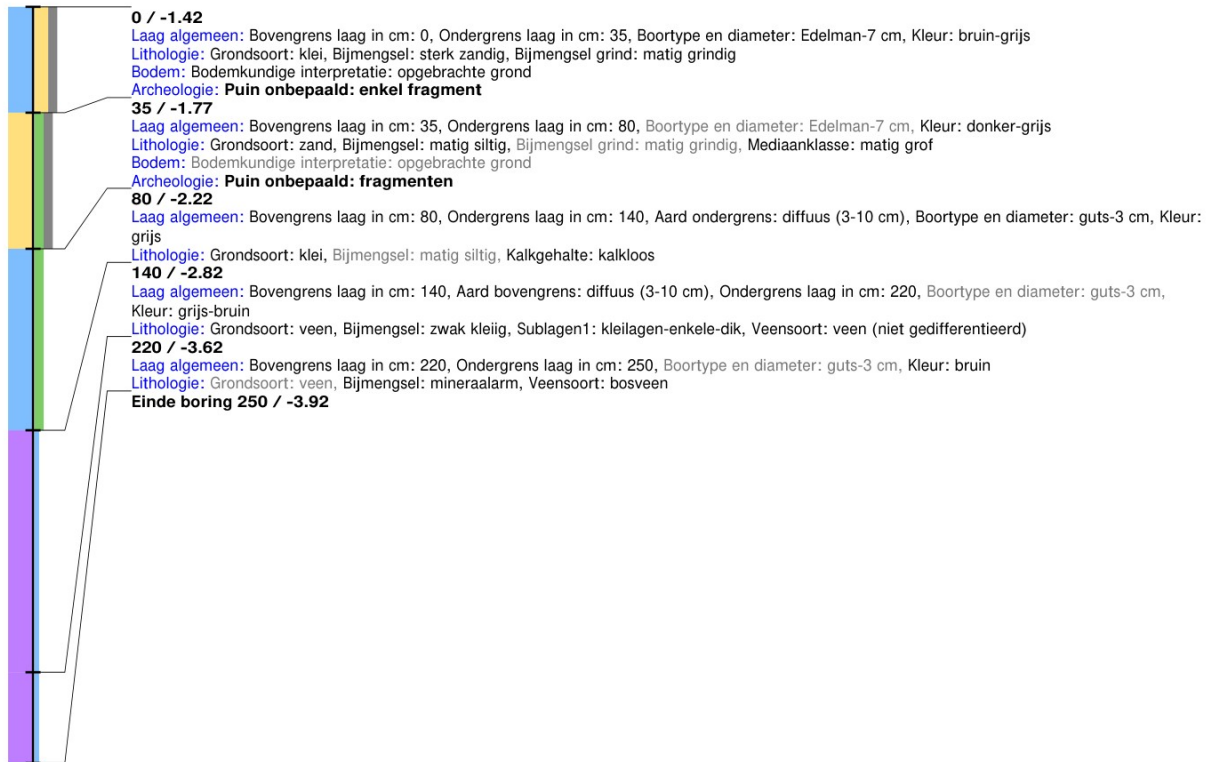 0 / -1.42
Laag algemeen: Bovengrens laag in cm: 0, Ondergrens laag in cm: 35, Boortype en diameter: Edelman-7 cm, Kleur: bruin-grijs
Lithologie: Grondsoort: klei, Bijmengsel: sterk zandig, Bijmengsel grind: matig grindig
Bodem: Bodemkundige interpretatie: opgebrachte grond
Archeologie: Puin onbepaald: enkel fragment
35 / -1.77
Laag algemeen: Bovengrens laag in cm: 35, Ondergrens laag in cm: 80, Boortype en diameter: Edelman-7 cm, Kleur: donker-grijs
Lithologie: Grondsoort: zand, Bijmengsel: matig siltig, Bijmengsel grind: matig grindig, Mediaanklasse: matig grof
Bodem: Bodemkundige interpretatie: opgebrachte grond
Archeologie: Puin onbepaald: fragmenten
80 / -2.22
Laag algemeen: Bovengrens laag in cm: 80, Ondergrens laag in cm: 140, Aard ondergrens: diffuus (3-10 cm), Boortype en diameter: guts-3 cm, Kleur:
grijs
Lithologie: Grondsoort: klei, Bijmengsel: matig siltig, Kalkgehalte: kalkloos
140 / -2.82
Laag algemeen: Bovengrens laag in cm: 140, Aard bovengrens: diffuus (3-10 cm), Ondergrens laag in cm: 220, Boortype en diameter: guts-3 cm,
Kleur: grijs-bruin
Lithologie: Grondsoort: veen, Bijmengsel: zwak kleiig, Sublagen1: kleilagen-enkele-dik, Veensoort: veen (niet gedifferentieerd)
220 / -3.62
Laag algemeen: Bovengrens laag in cm: 220, Ondergrens laag in cm: 250, Boortype en diameter: guts-3 cm, Kleur: bruin
Lithologie: Grondsoort: veen, Bijmengsel: mineraalarm, Veensoort: bosveen
Einde boring 250 / -3.92